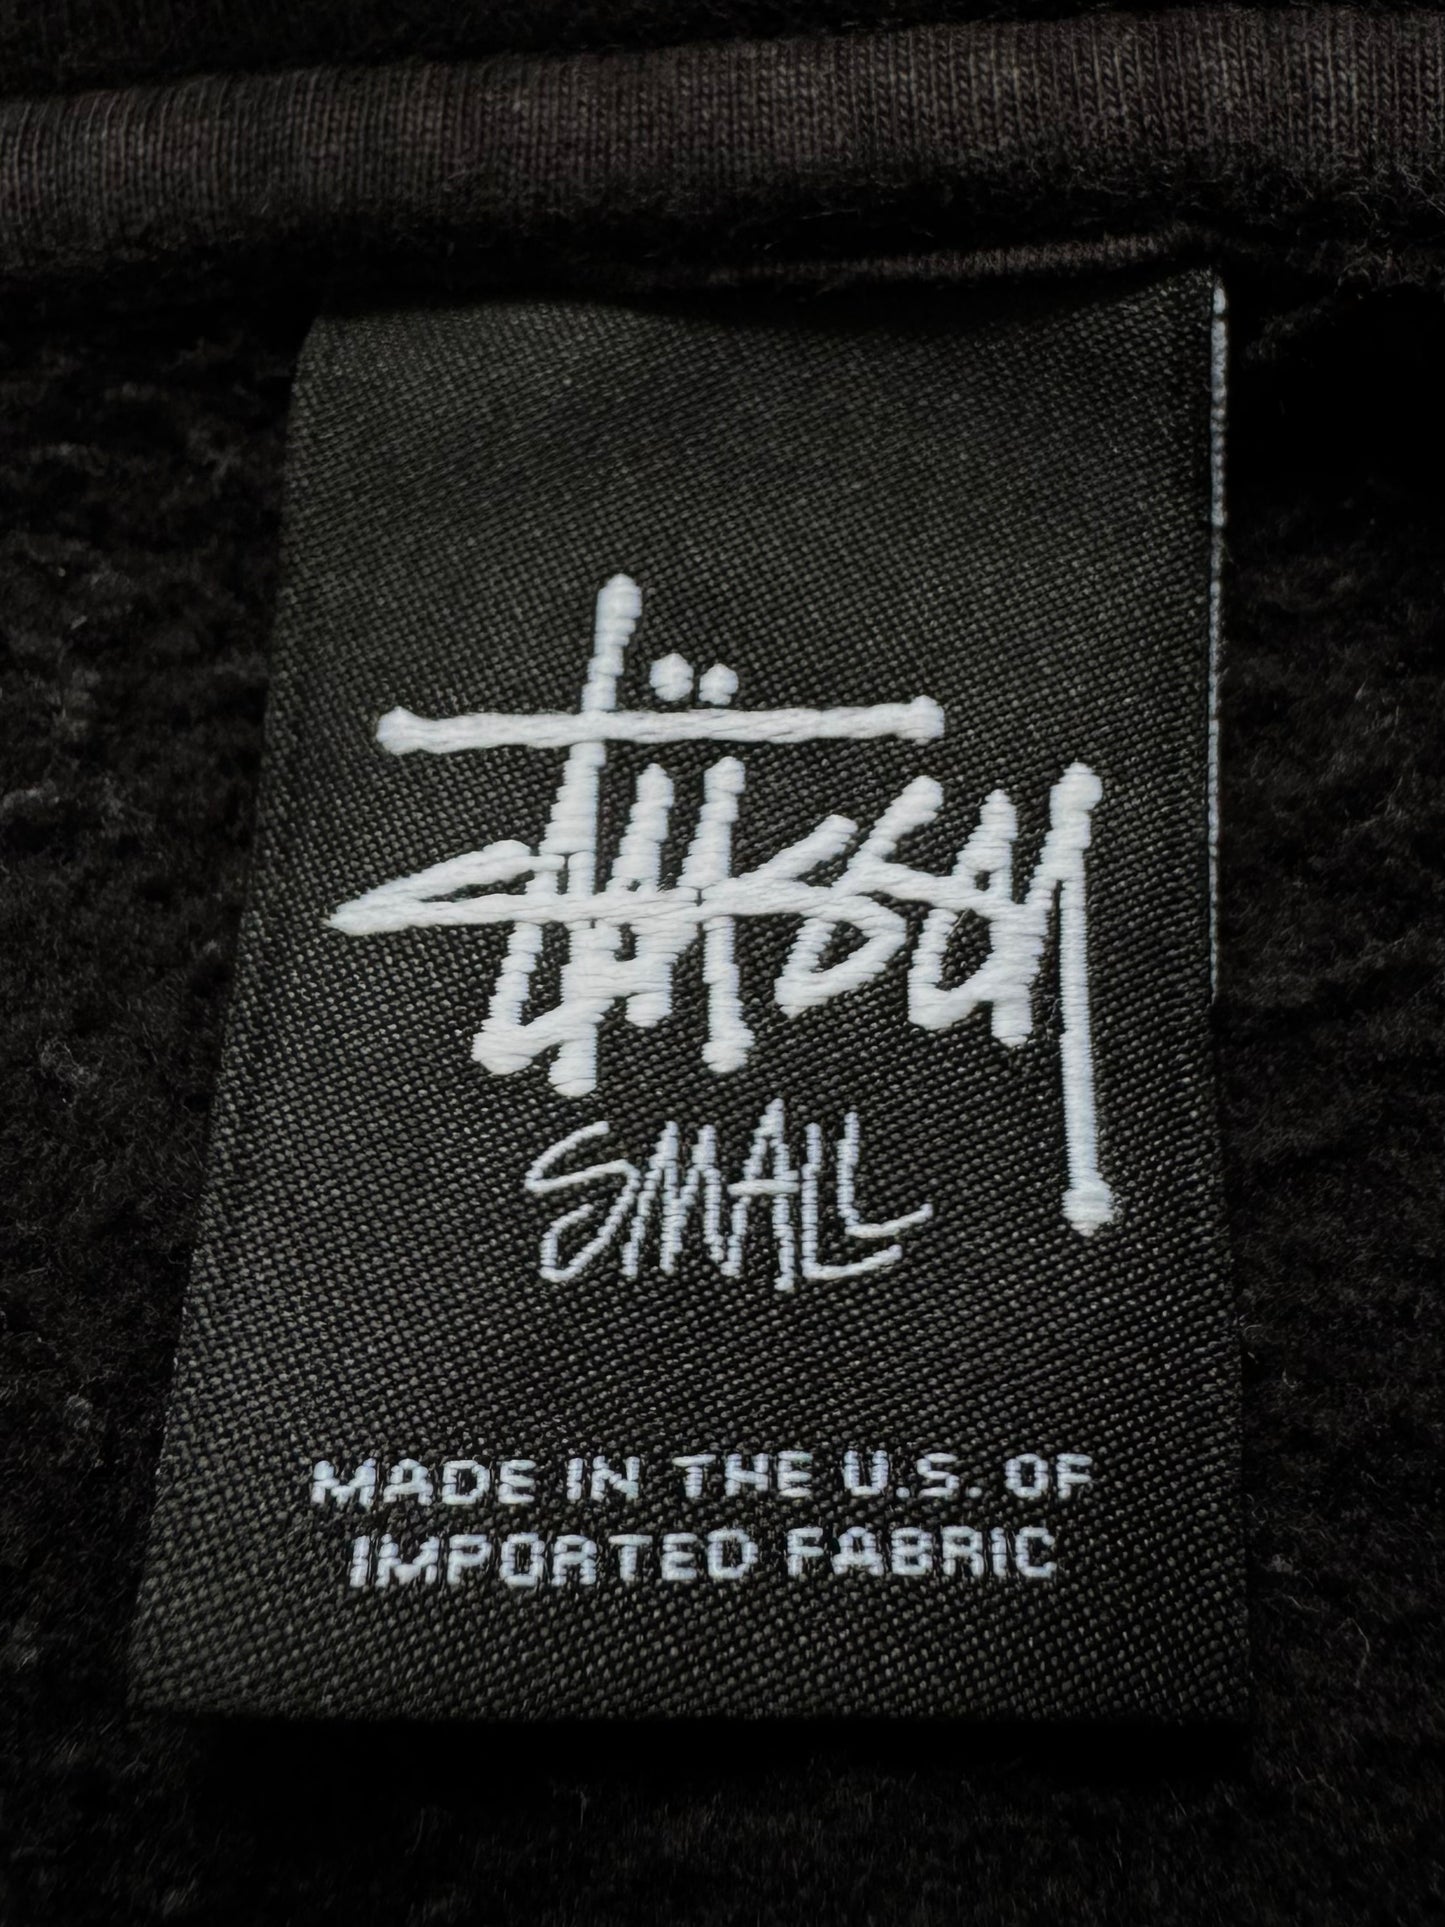 Stüssy
SMALL
MADE IN THE U.S. OF
IMPORTED FABRIC